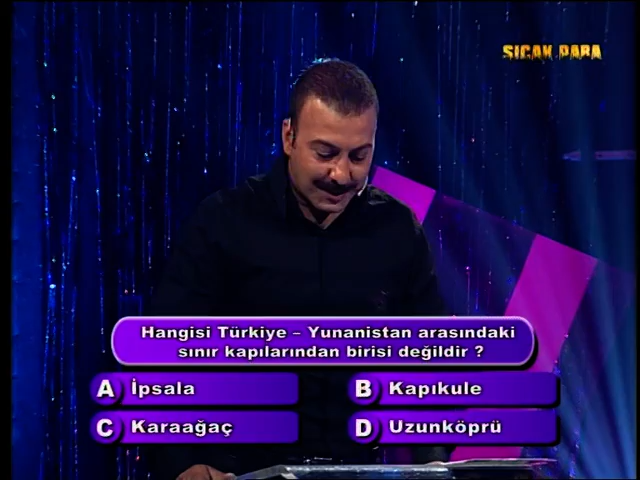 SICAK PARA
Hangisi Türkiye – Yunanistan arasındaki
sınır kapılarından birisi değildir ?
A İpsala
B Kapıkule
C Karaağaç
D Uzunköprü